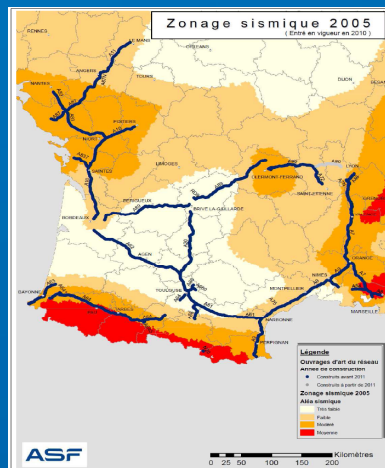 Zonage sismique 2005
( Entré en vigueur en 2010 )
RENNES
LE MANS
ORLEANS
ANGERS
TOURS
DIJON
NANTES
POITIERS
NIORT
LIMOGES
SAINTES
CLERMONT-FERRAND
LYON
SAINT-ETIENNE
PERIGUEUX
BRIVE LA GAILLARDE
BORDEAUX
AGEN
ORANGE
NIMES
MONTPELLIER
TOULOUSE
BAYONNE
TARBES
NARBONNE
MARSEILLE
PERPIGNAN
Légende
Ouvrages d'art du réseau
Année de construction
Construits avant 2011
Construits à partir de 2011
Zonage sismique 2005
Aléa sismique
Très faible
Faible
Modéré
Moyenne
ASF
0 25 50 100 150 200
Kilomètres